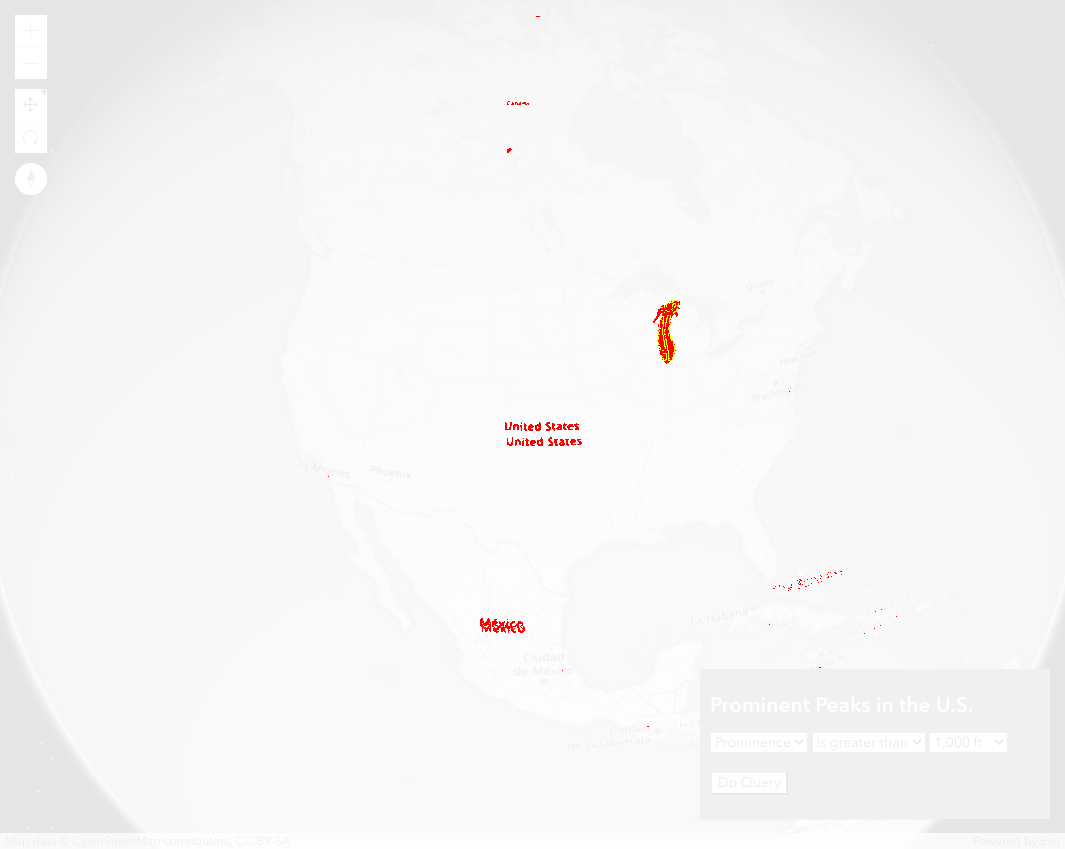 Canada
Ottawa
New York
Washington
United States
United States
Los Angeles
Phoenix
La Habana
Cuba
México
México
Ciudad
de México
Ciudad
de Guatemala
Prominent Peaks in the U.S.
Prominence is greater than 1,000 ft
Do Query
Map data © OpenStreetMap contributors, CC-BY-SA
Powered by Esri